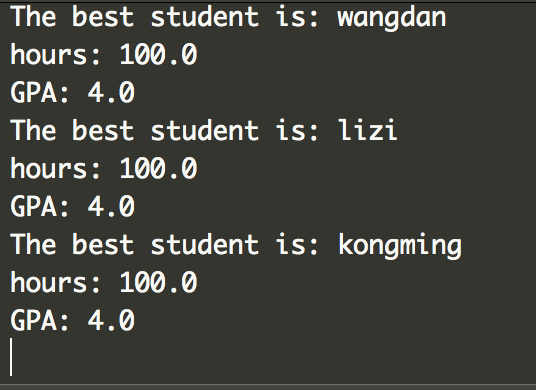 The best student is: wangdan
hours: 100.0
GPA: 4.0
The best student is: lizi
hours: 100.0
GPA: 4.0
The best student is: kongming
hours: 100.0
GPA: 4.0